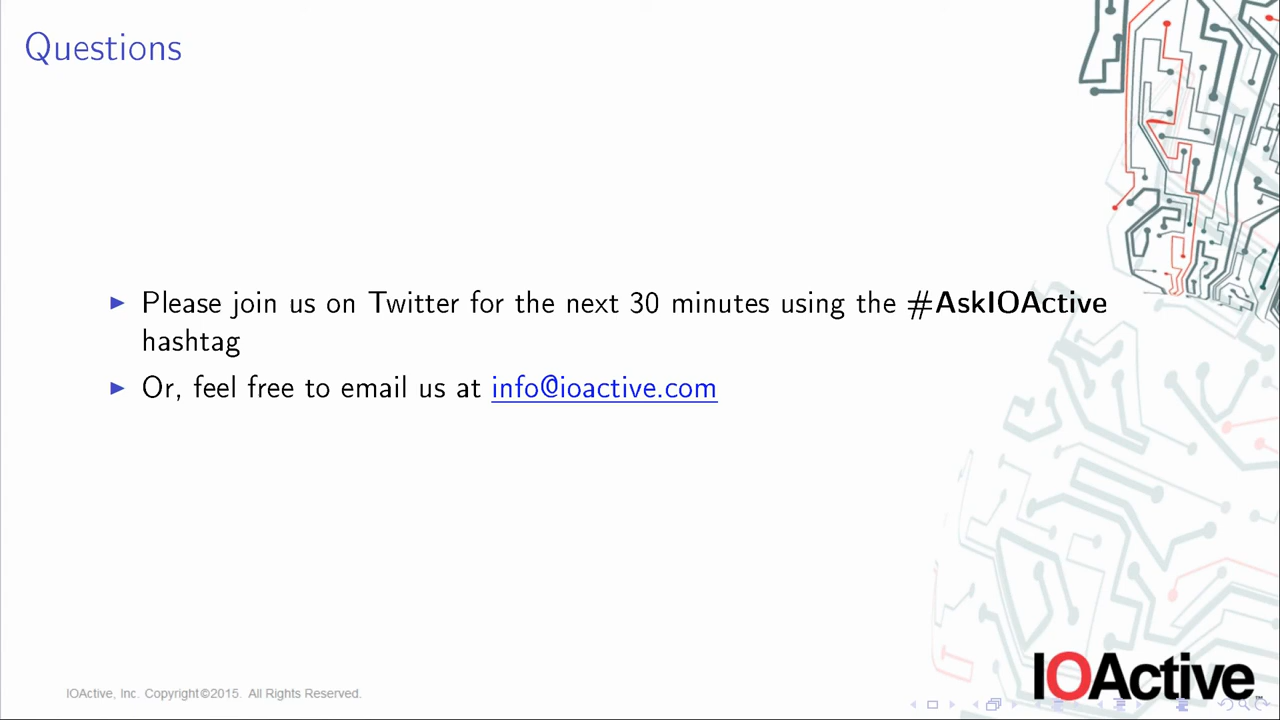 Questions
▶ Please join us on Twitter for the next 30 minutes using the #AskIOActive
hashtag
▶ Or, feel free to email us at info@ioactive.com
IOActive, Inc. Copyright©2015. All Rights Reserved.
IOActive™